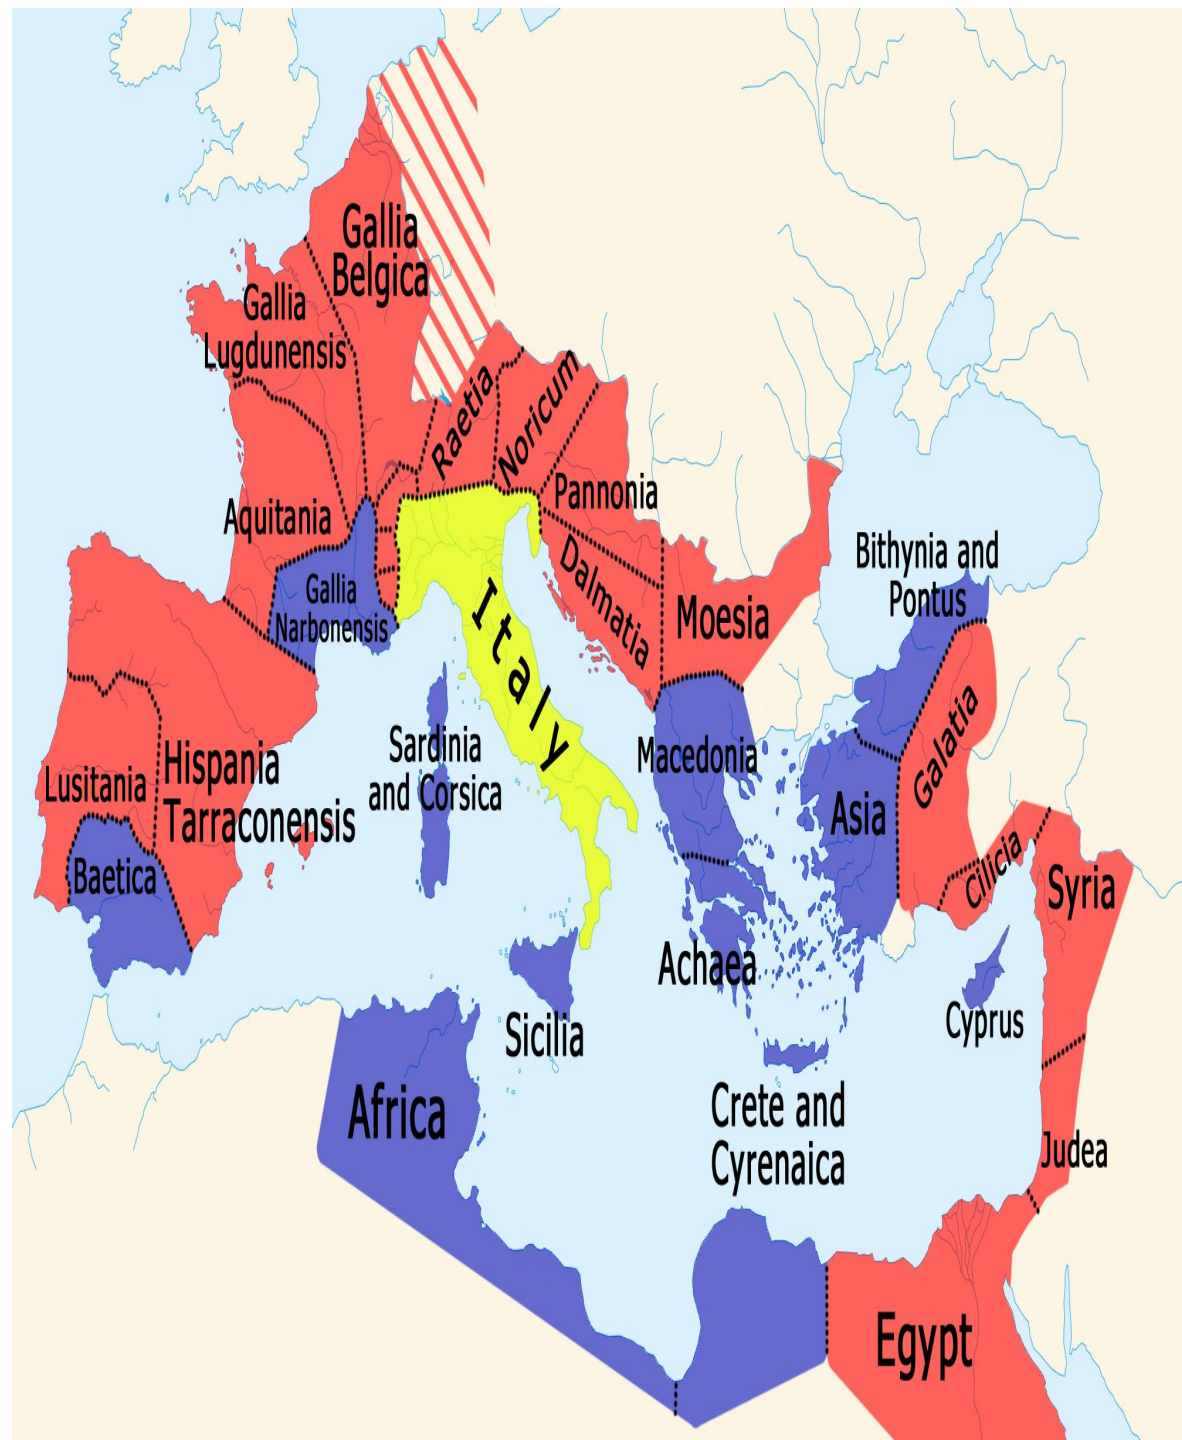 Gallia
Belgica
Gallia
Lugdunensis
Raetia
Noricum
Pannonia
Aquitania
Bithynia and
Pontus
Gallia
Narbonensis
Dalmatia
Moesia
Italy
Galatia
Hispania
Tarraconensis
Lusitania
Sardinia
and Corsica
Macedonia
Asia
Baetica
Cilicia
Syria
Achaea
Cyprus
Sicilia
Africa
Crete and
Cyrenaica
Judea
Egypt